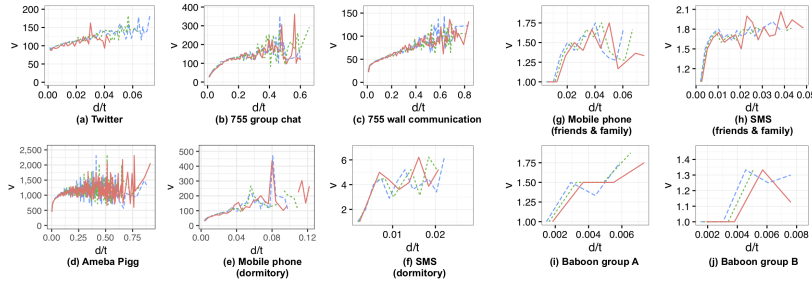 200
150
100
50
0
v
0.00 0.02 0.04 0.06
d/t
(a) Twitter
400
300
200
100
0
v
0.0 0.2 0.4 0.6
d/t
(b) 755 group chat
150
100
50
0
v
0.0 0.2 0.4 0.6 0.8
d/t
(c) 755 wall communication
1.75
1.50
1.25
1.00
v
0.02 0.04 0.06
d/t
(g) Mobile phone
(friends & family)
2.1
1.8
1.5
1.2
v
0.00 0.01 0.02 0.03 0.04 0.05
d/t
(h) SMS
(friends & family)
2,500
2,000
1,500
1,000
500
0
v
0.00 0.25 0.50 0.75
d/t
(d) Ameba Pigg
500
400
300
200
100
0
v
0.00 0.04 0.08 0.12
d/t
(e) Mobile phone
(dormitory)
6
4
2
v
0.01 0.02
d/t
(f) SMS
(dormitory)
1.75
1.50
1.25
1.00
v
0.002 0.004 0.006
d/t
(i) Baboon group A
1.4
1.3
1.2
1.1
1.0
v
0.002 0.004 0.006 0.008
d/t
(j) Baboon group B